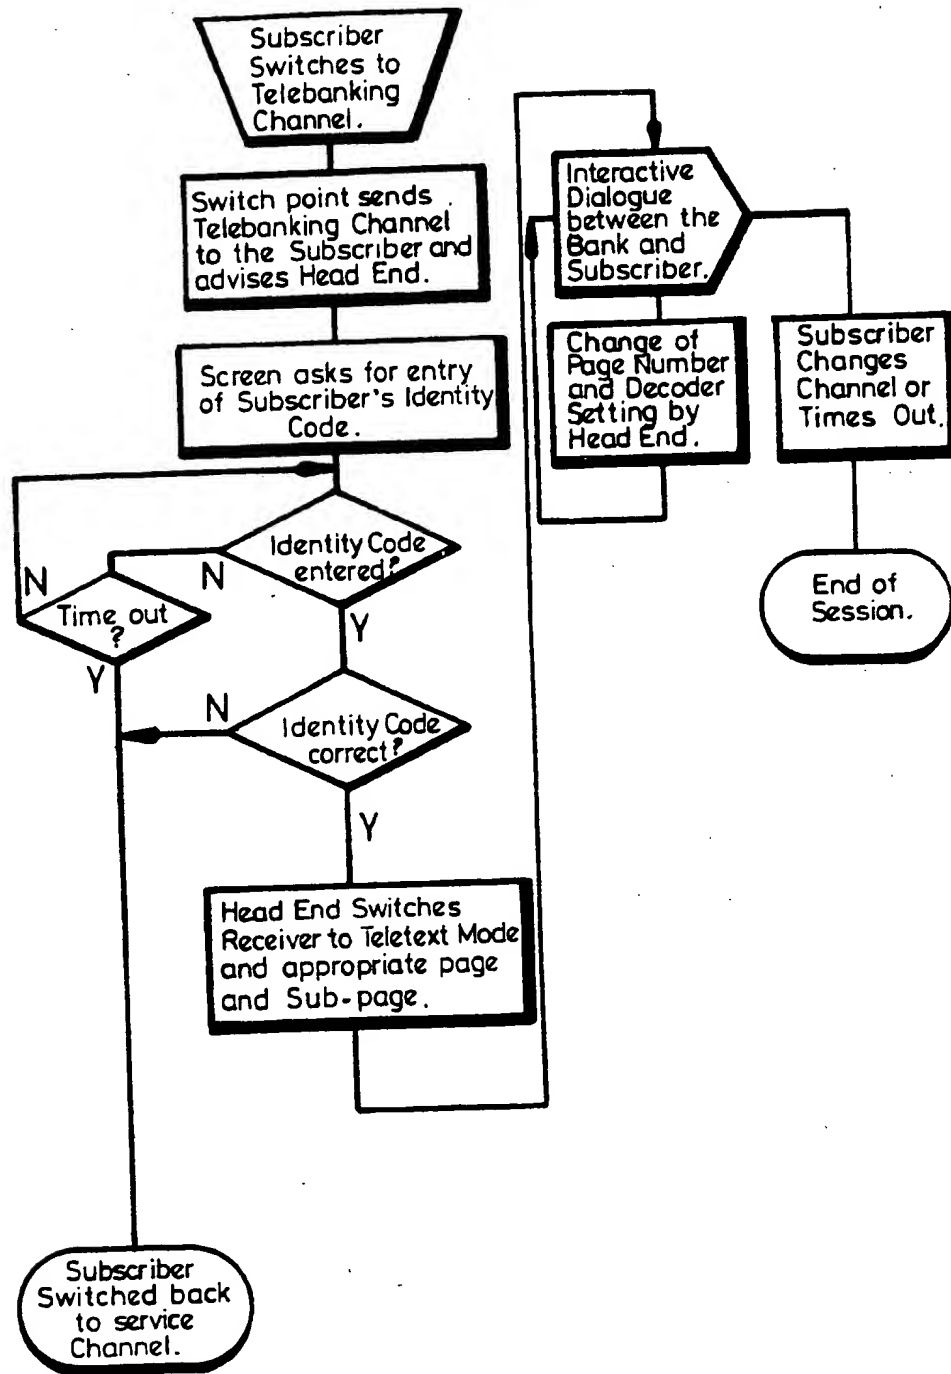 Subscriber
Switches to
Telebanking
Channel.
Switch point sends
Telebanking Channel
to the Subscriber and
advises Head End.
Screen asks for entry
of Subscriber's Identity
Code.
Identity Code
entered?
N
Y
Time out
?
N
Y
Identity Code
correct?
N
Y
Head End Switches
Receiver to Teletext Mode
and appropriate page
and Sub-page.
Subscriber
Switched back
to service
Channel.
Interactive
Dialogue
between the
Bank and
Subscriber.
Change of
Page Number
and Decoder
Setting by
Head End.
Subscriber
Changes
Channel or
Times Out.
End of
Session.